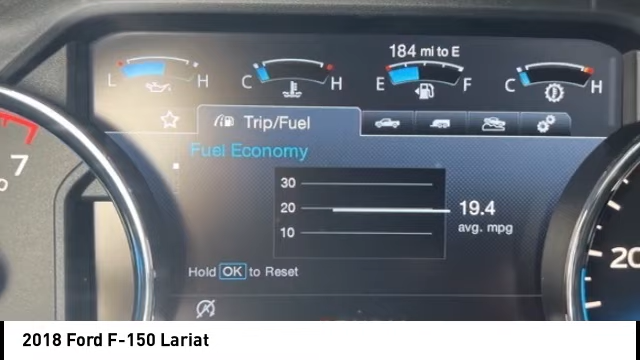 184 mi to E
L H C H E F C H
Trip/Fuel
Fuel Economy
7
30
20
19.4
avg. mpg
10
20
Hold OK to Reset
2018 Ford F-150 Lariat